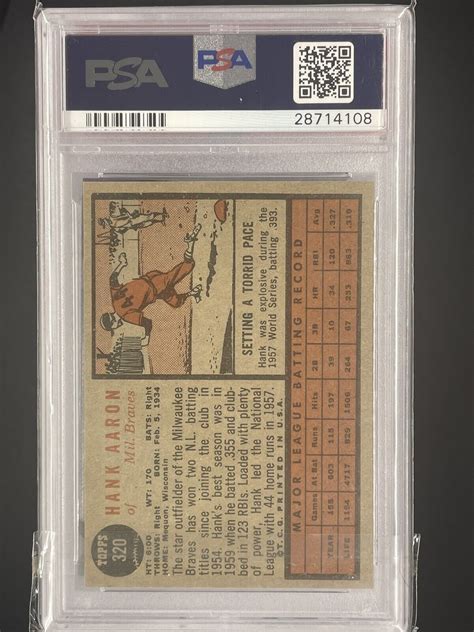 PSA
PSA
28714108
TOPPS
320
HANK AARON
of Mil. Braves
HT: 6:00 WT: 170 BATS: Right
THROWS: Right BORN: Feb. 5, 1934
HOME: Mequon, Wisconsin
The star outfielder of the Milwaukee
Braves has won two N.L. batting
titles since joining the club in
1954. Hank's best season was in
1959 when he batted .355 and club-
bed in 123 RBIs. Loaded with plenty
of power, Hank led the National
League with 44 home runs in 1957.
©T.C.G. PRINTED IN U.S.A.
44
SETTING A TORRID PACE
Hank was explosive during the
1957 World Series, batting .393.
MAJOR LEAGUE BATTING RECORD
Games At Bat Runs Hits 2B 3B HR RBI Avg
YEAR 155 603 115 197 39 10 34 120 .327
LIFE 1194 4717 829 1506 264 67 253 863 .319